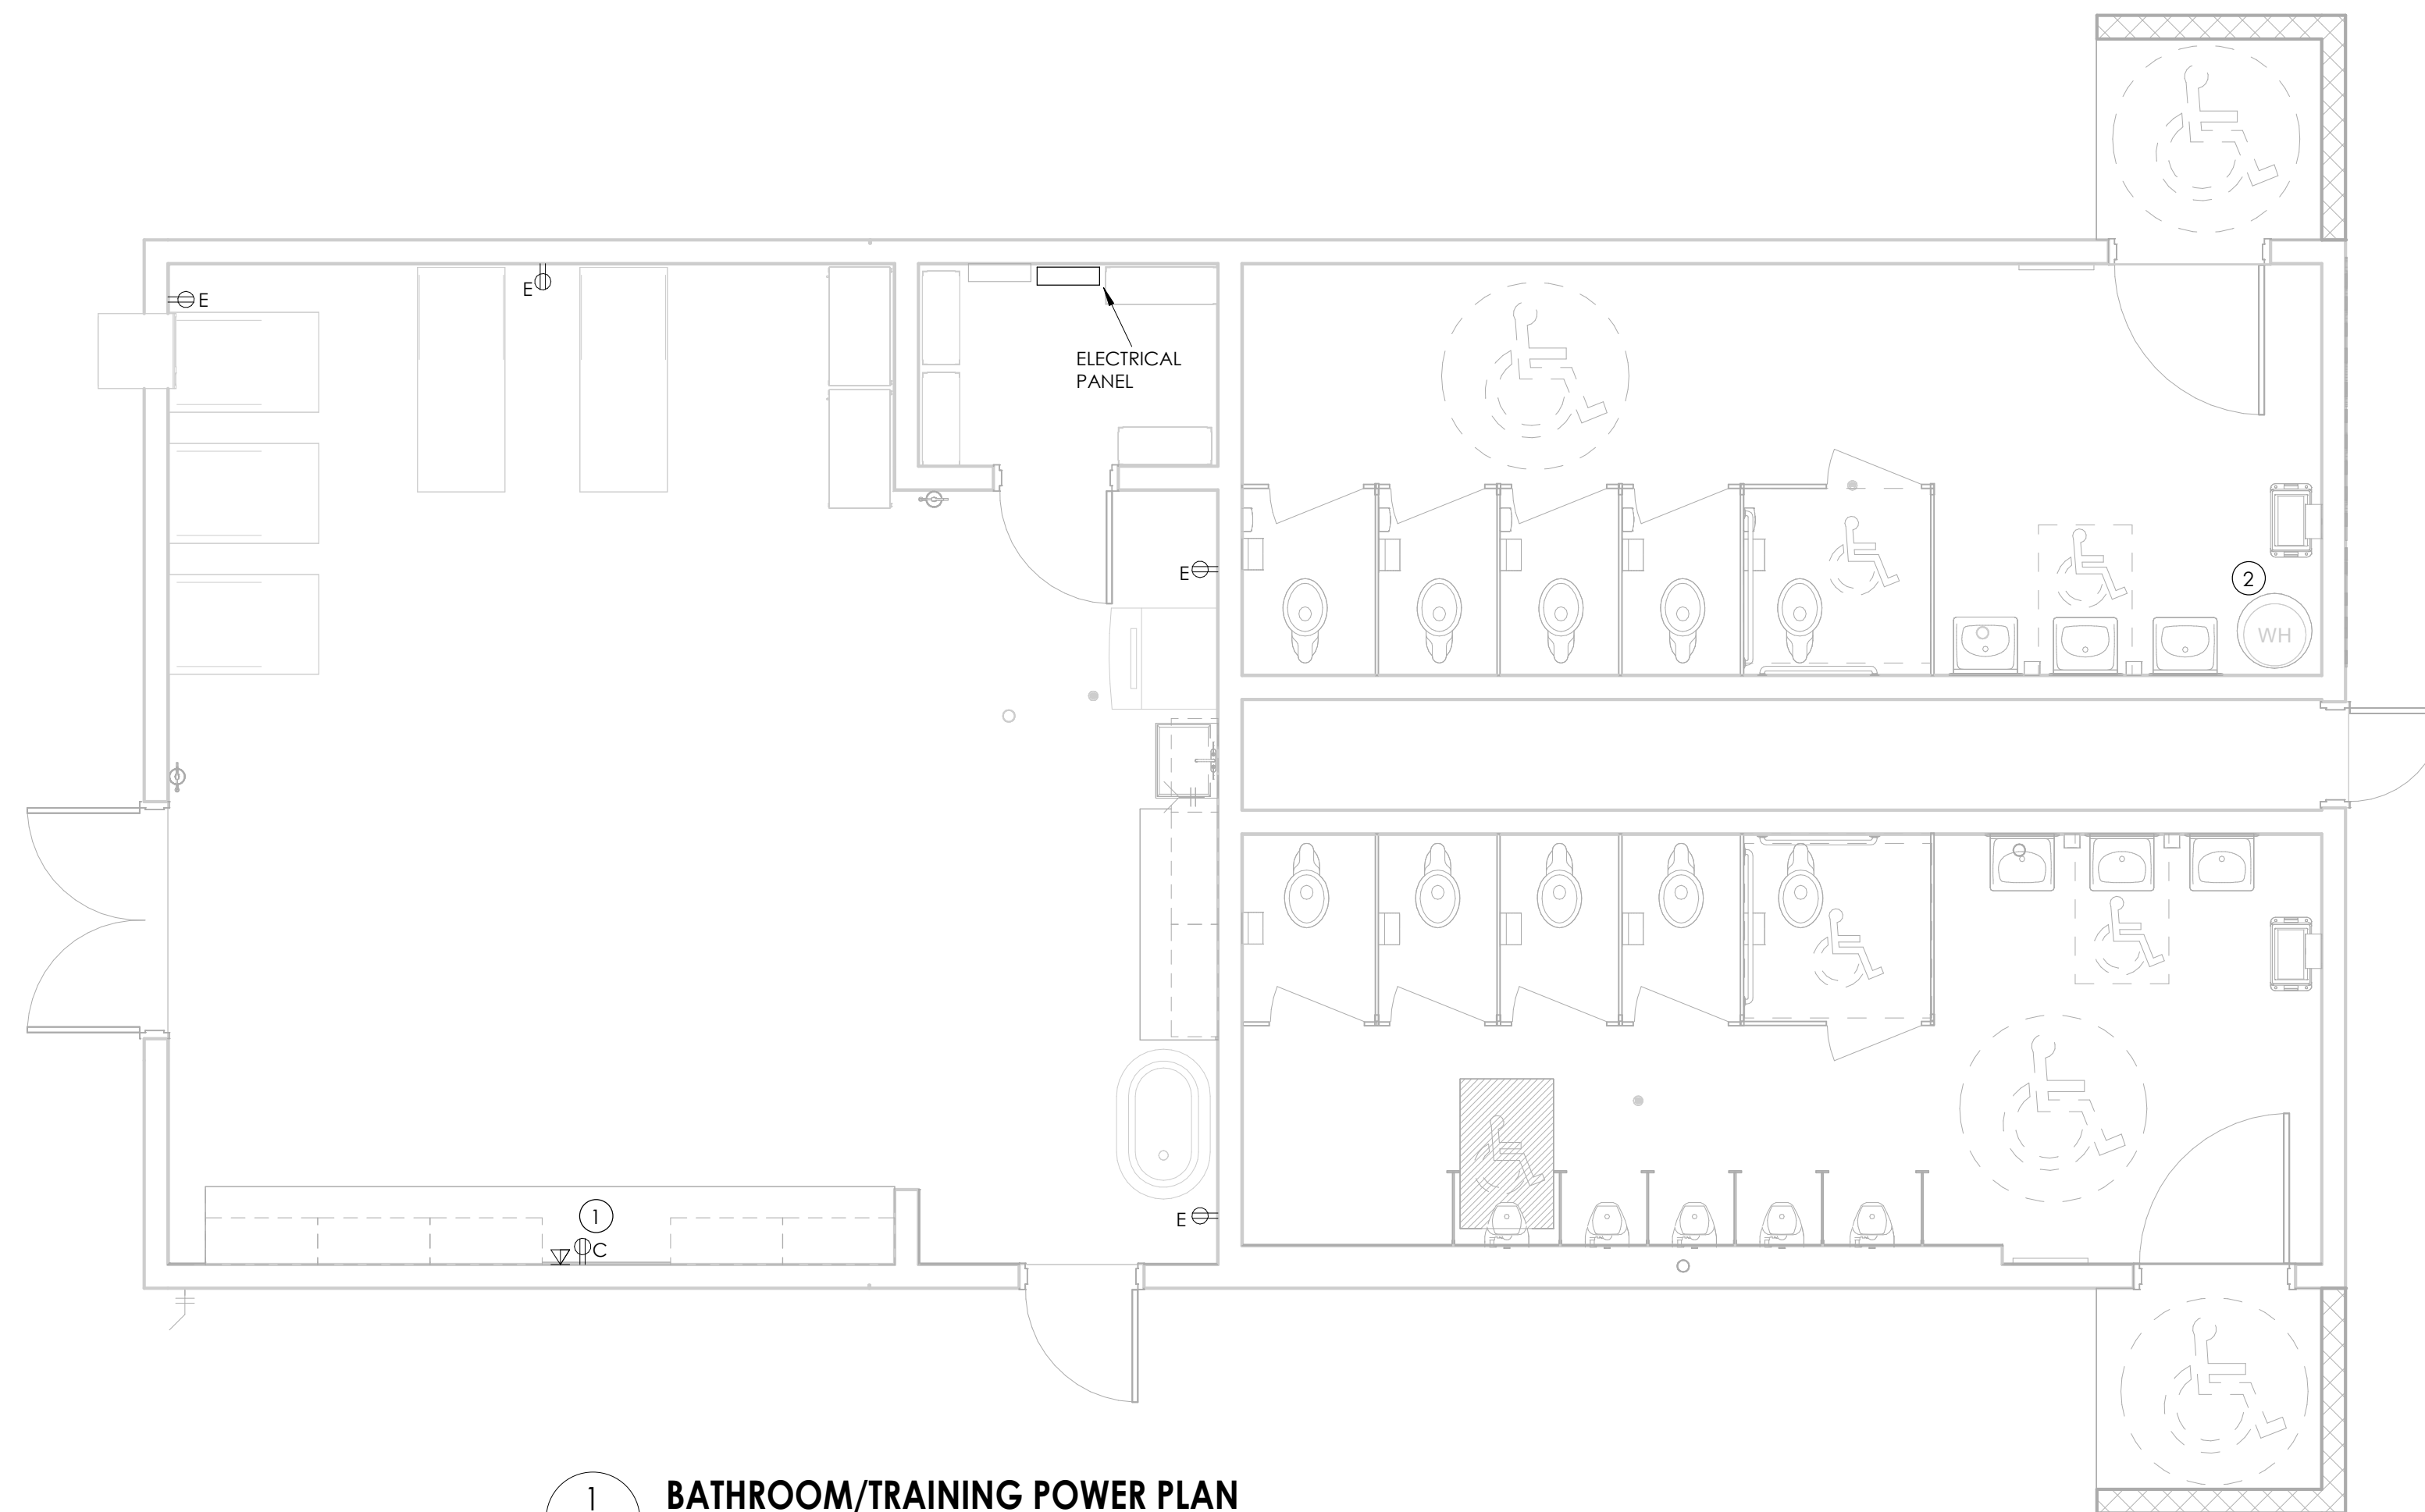 E
E
ELECTRICAL
PANEL
E
2
WH
1
C
E
1
BATHROOM/TRAINING POWER PLAN